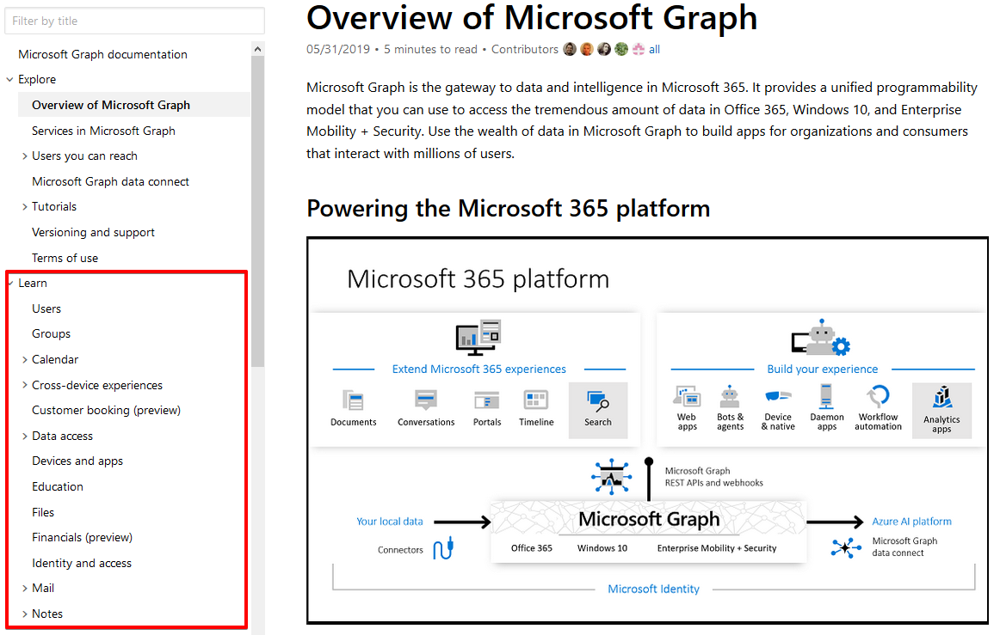 Filter by title
Microsoft Graph documentation
Explore
Overview of Microsoft Graph
Services in Microsoft Graph
Users you can reach
Microsoft Graph data connect
Tutorials
Versioning and support
Terms of use
Learn
Users
Groups
Calendar
Cross-device experiences
Customer booking (preview)
Data access
Devices and apps
Education
Files
Financials (preview)
Identity and access
Mail
Notes
Overview of Microsoft Graph
05/31/2019 • 5 minutes to read • Contributors all
Microsoft Graph is the gateway to data and intelligence in Microsoft 365. It provides a unified programmability
model that you can use to access the tremendous amount of data in Office 365, Windows 10, and Enterprise
Mobility + Security. Use the wealth of data in Microsoft Graph to build apps for organizations and consumers
that interact with millions of users.
Powering the Microsoft 365 platform
Microsoft 365 platform
Extend Microsoft 365 experiences
Documents
Conversations
Portals
Timeline
Search
Build your experience
Web
apps
Bots &
agents
Device
& native
Daemon
apps
Workflow
automation
Analytics
apps
Microsoft Graph
REST APIs and webhooks
Your local data
Connectors
Microsoft Graph
Office 365
Windows 10
Enterprise Mobility + Security
Azure AI platform
Microsoft Graph
data connect
Microsoft Identity